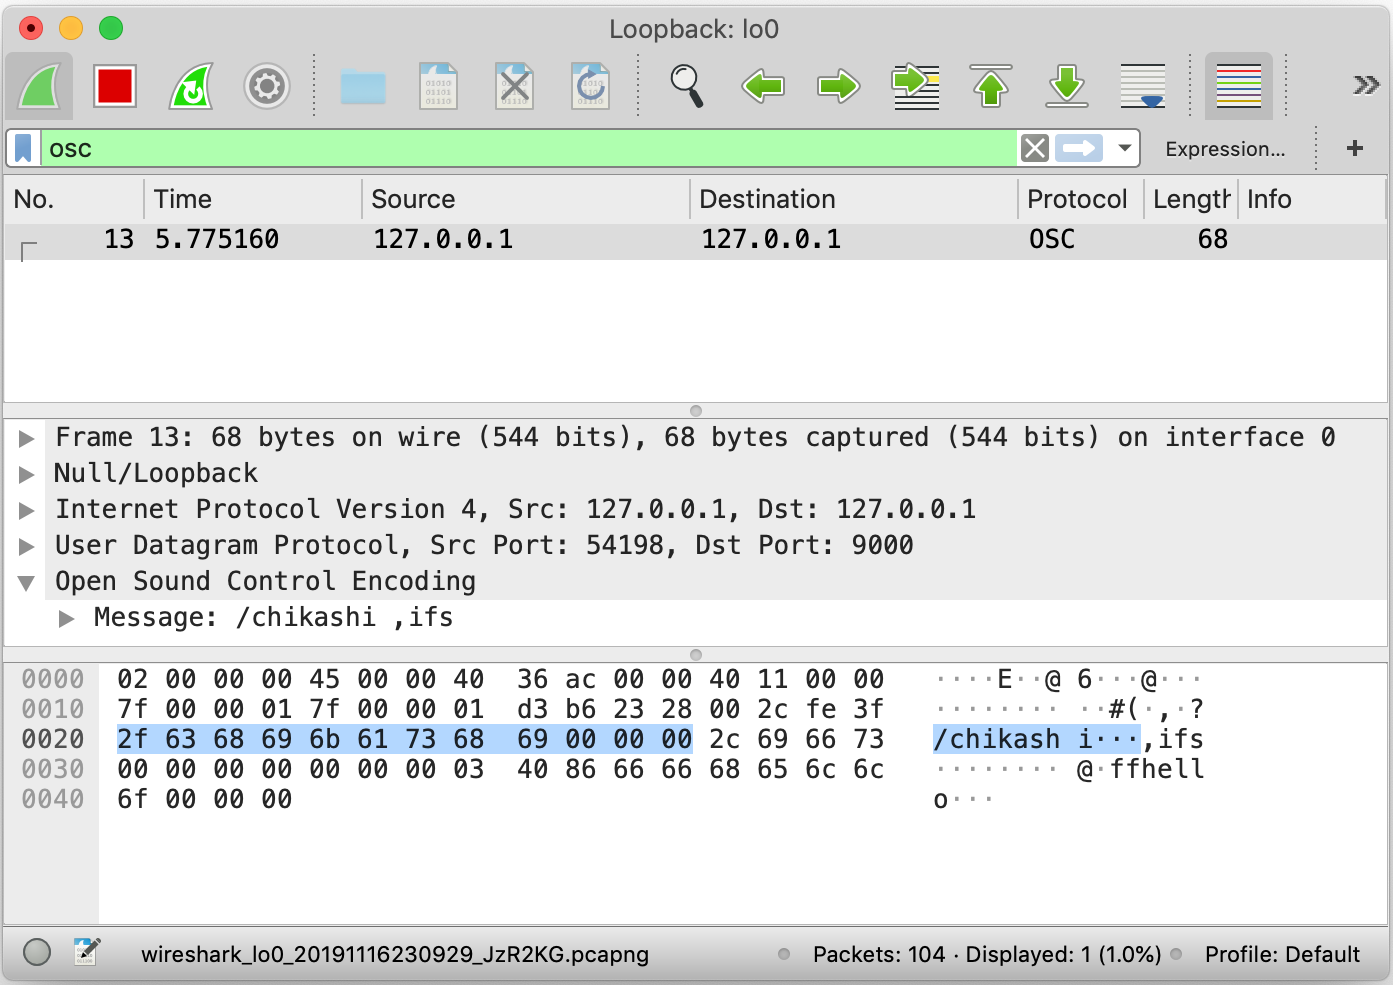 Loopback: lo0
osc
Expression...
+
No. Time Source Destination Protocol Length Info
13 5.775160 127.0.0.1 127.0.0.1 OSC 68
Frame 13: 68 bytes on wire (544 bits), 68 bytes captured (544 bits) on interface 0
Null/Loopback
Internet Protocol Version 4, Src: 127.0.0.1, Dst: 127.0.0.1
User Datagram Protocol, Src Port: 54198, Dst Port: 9000
Open Sound Control Encoding
Message: /chikashi ,ifs
0000 02 00 00 00 45 00 00 40 36 ac 00 00 40 11 00 00 ····E··@ 6···@···
0010 7f 00 00 01 7f 00 00 01 d3 b6 23 28 00 2c fe 3f ········ ··#(·,·?
0020 2f 63 68 69 6b 61 73 68 69 00 00 00 2c 69 66 73 /chikash i···,ifs
0030 00 00 00 00 00 00 00 03 40 86 66 66 68 65 6c 6c ········ @·ffhell
0040 6f 00 00 00 o···
wireshark_lo0_20191116230929_JzR2KG.pcapng Packets: 104 · Displayed: 1 (1.0%) Profile: Default